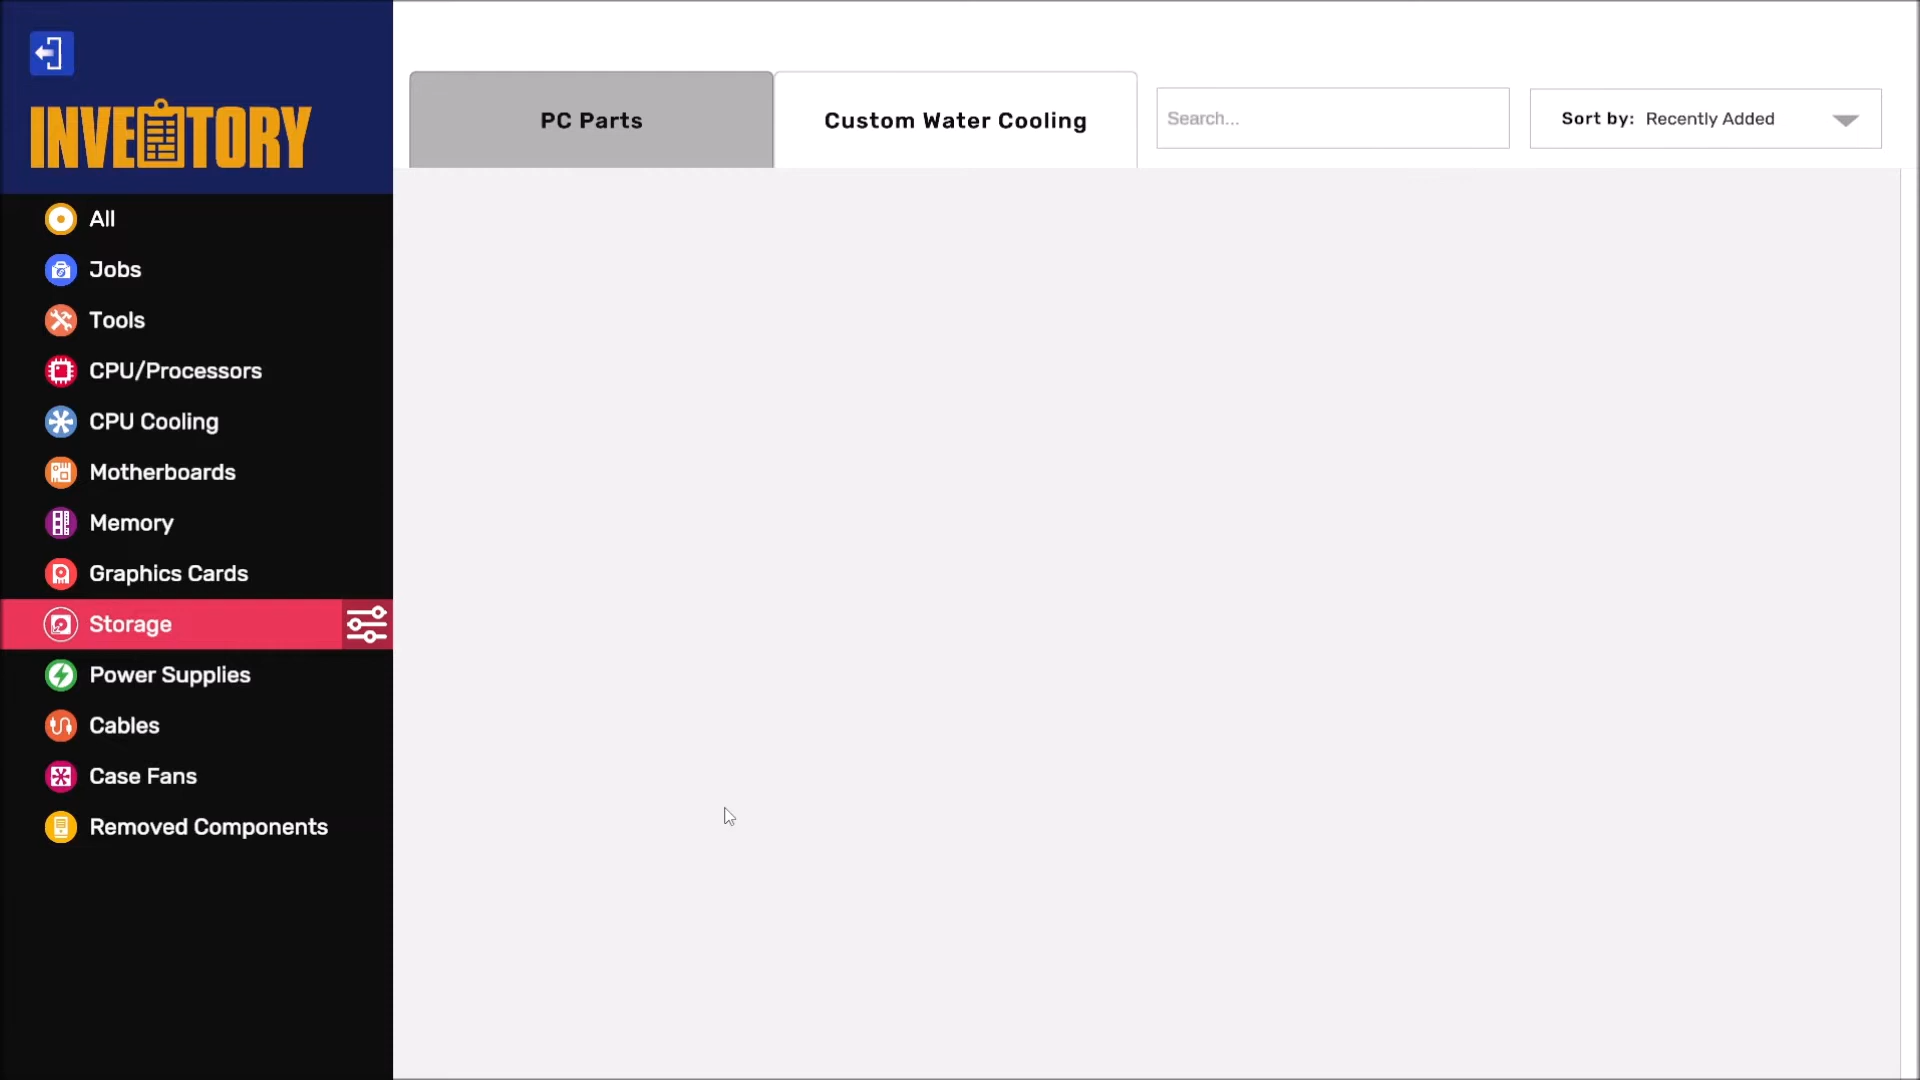 INVENTORY
PC Parts
Custom Water Cooling
Search...
Sort by: Recently Added
All
Jobs
Tools
CPU/Processors
CPU Cooling
Motherboards
Memory
Graphics Cards
Storage
Power Supplies
Cables
Case Fans
Removed Components